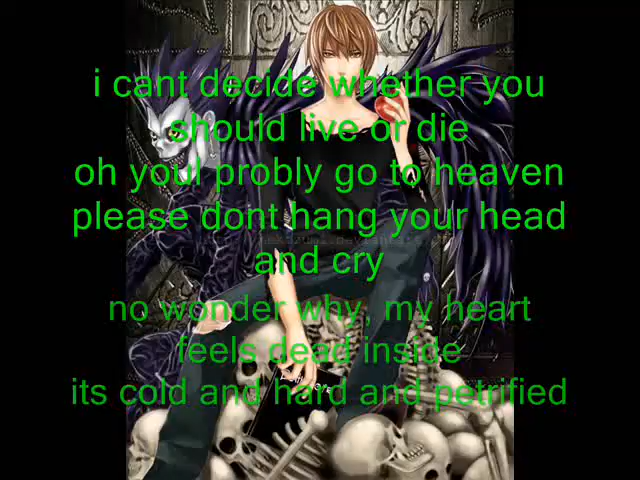 i cant decide whether you
should live or die
oh youl probly go to heaven
please dont hang your head
and cry
no wonder why, my heart
feels dead inside
its cold and hard and petrified